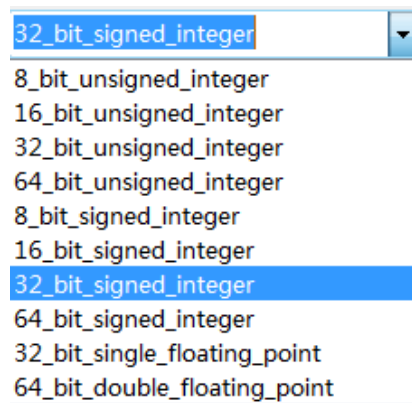 32_bit_signed_integer
8_bit_unsigned_integer
16_bit_unsigned_integer
32_bit_unsigned_integer
64_bit_unsigned_integer
8_bit_signed_integer
16_bit_signed_integer
32_bit_signed_integer
64_bit_signed_integer
32_bit_single_floating_point
64_bit_double_floating_point